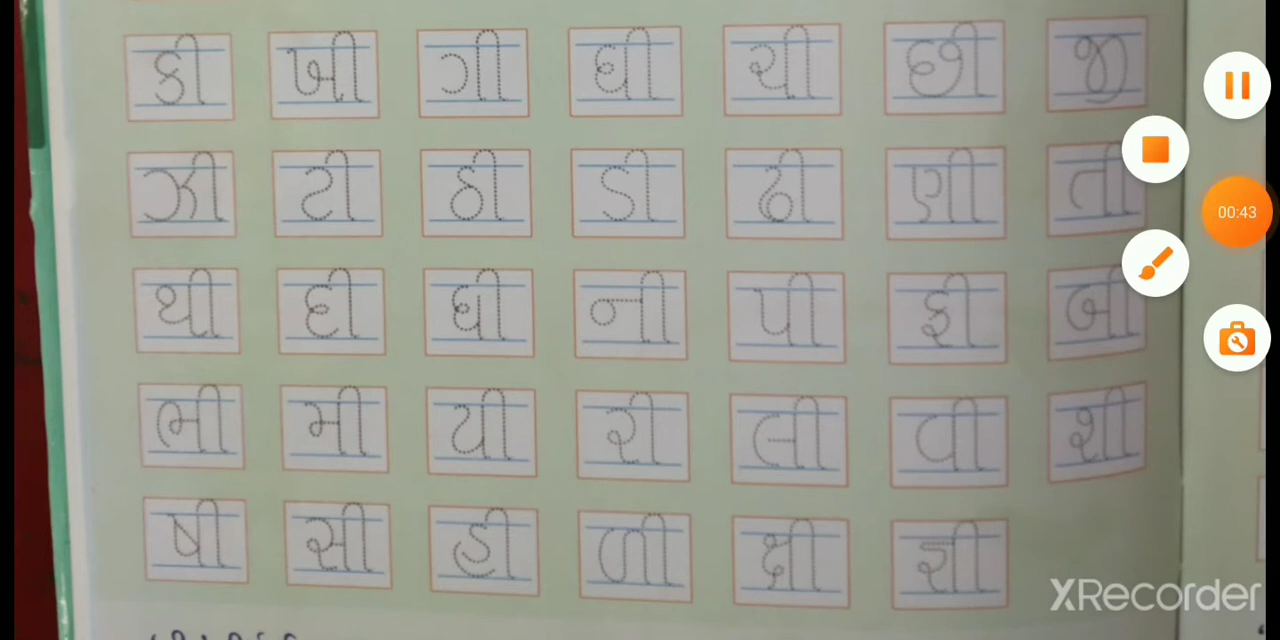 કી ખી ગી ઘી ચી છી જી
ઝી ટી ઠી ડી ઢી ણી તી
થી દી ધી ની પી ફી બી
ભી મી યી રી લી વી શી
ષી સી હી ળી ક્ષી જ્ઞી
00:43
XRecorder